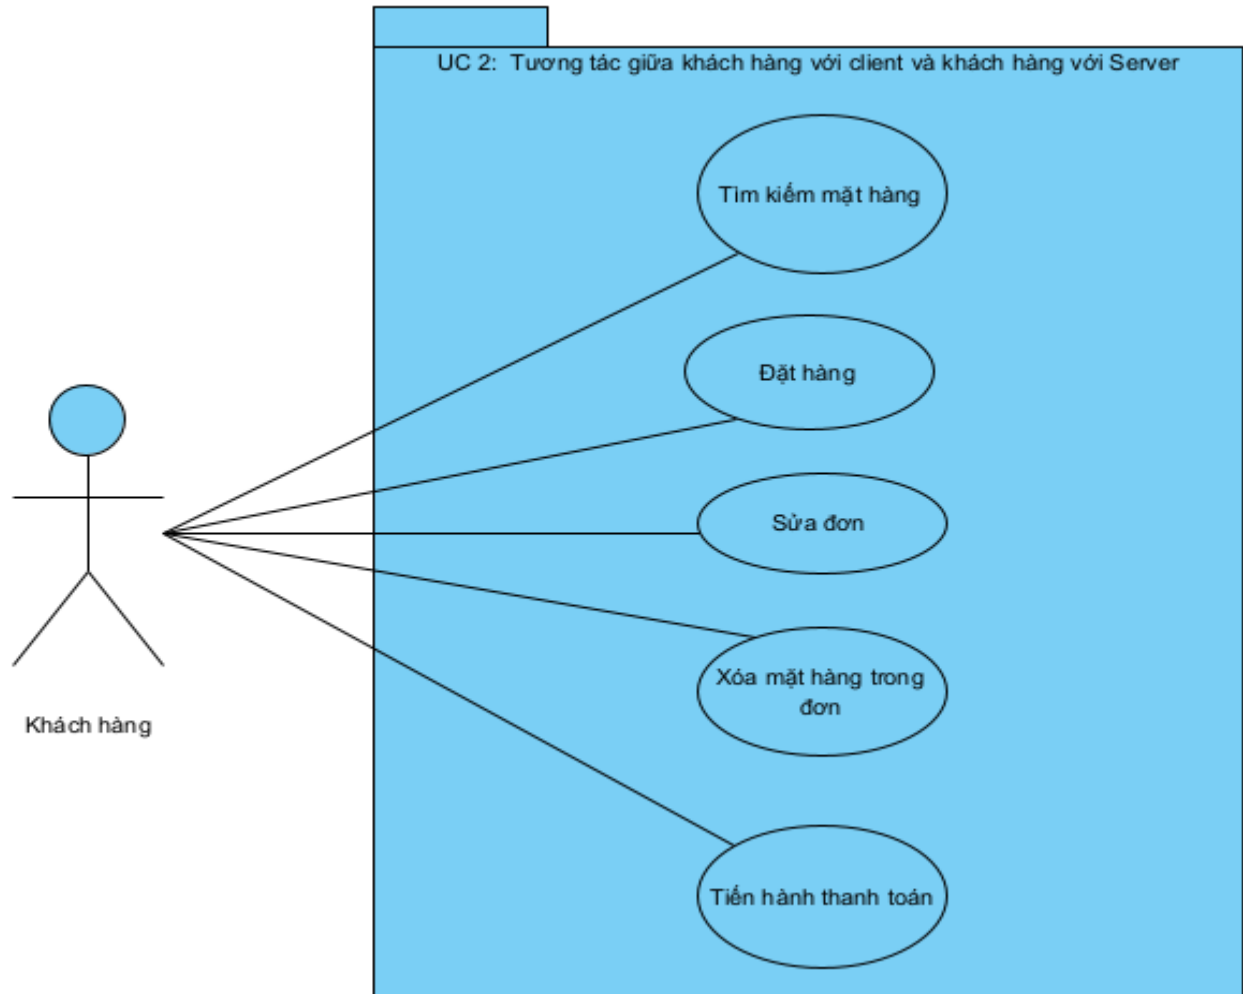 UC 2: Tương tác giữa khách hàng với client và khách hàng với Server
Tìm kiếm mặt hàng
Đặt hàng
Sửa đơn
Xóa mặt hàng trong
đơn
Khách hàng
Tiến hành thanh toán